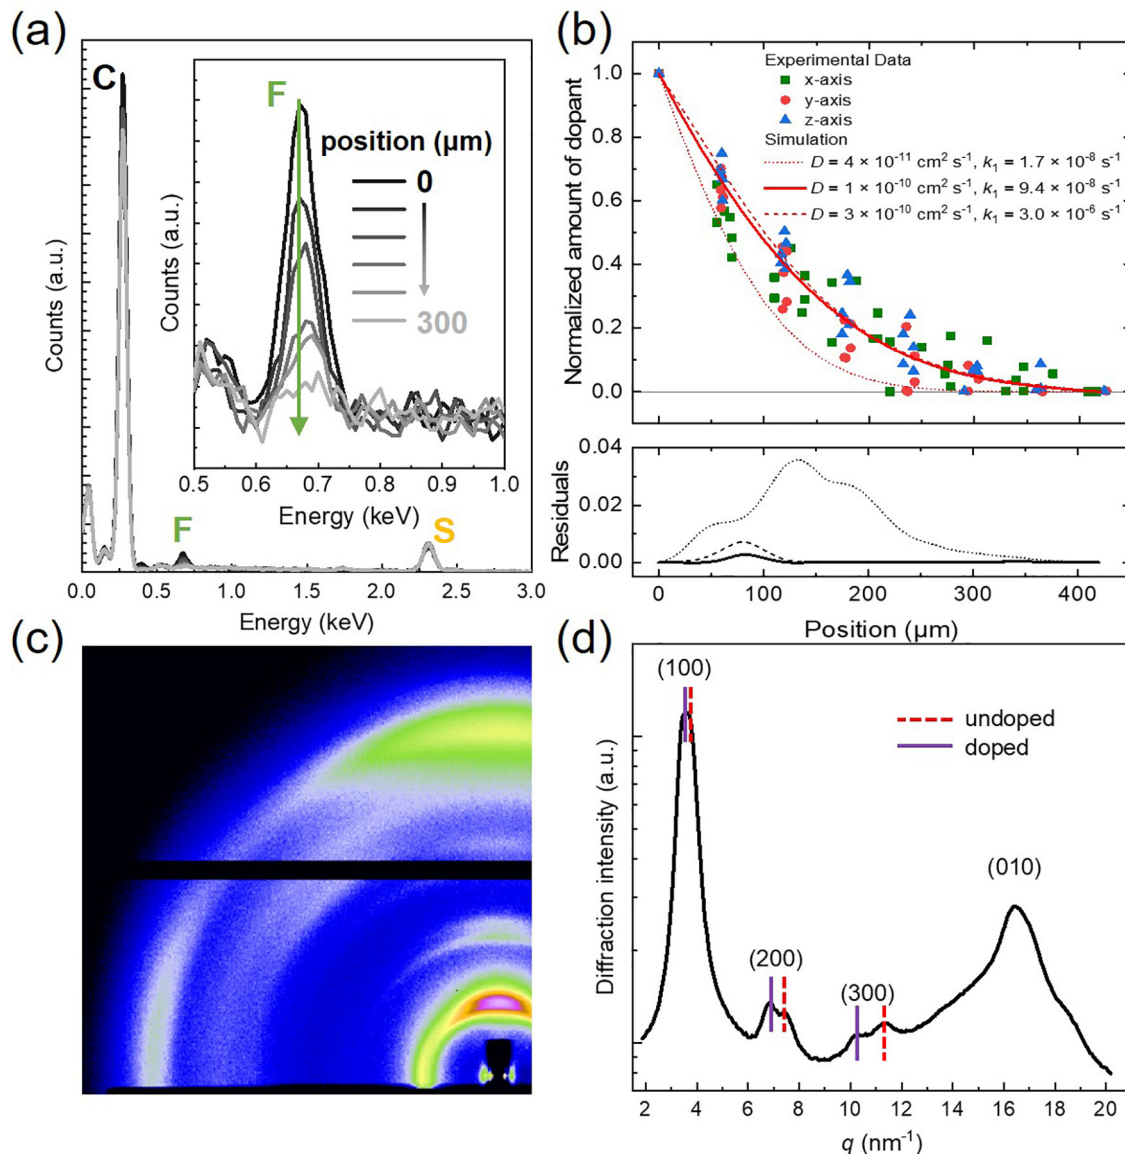 (a)
C
F
position (µm)
0
300
Counts (a.u.)
0.5 0.6 0.7 0.8 0.9 1.0
Energy (keV)
Counts (a.u.)
F
S
0.0 0.5 1.0 1.5 2.0 2.5 3.0
Energy (keV)
(b)
Experimental Data
x-axis
y-axis
z-axis
Simulation
D = 4 × 10⁻¹¹ cm² s⁻¹, k₁ = 1.7 × 10⁻⁸ s⁻¹
D = 1 × 10⁻¹⁰ cm² s⁻¹, k₁ = 9.4 × 10⁻⁸ s⁻¹
D = 3 × 10⁻¹⁰ cm² s⁻¹, k₁ = 3.0 × 10⁻⁶ s⁻¹
Normalized amount of dopant
1.0
0.8
0.6
0.4
0.2
0.0
Residuals
0.04
0.02
0.00
0 100 200 300 400
Position (µm)
(c)
(d)
(100)
undoped
doped
(200)
(300)
(010)
Diffraction intensity (a.u.)
2 4 6 8 10 12 14 16 18 20
q (nm⁻¹)